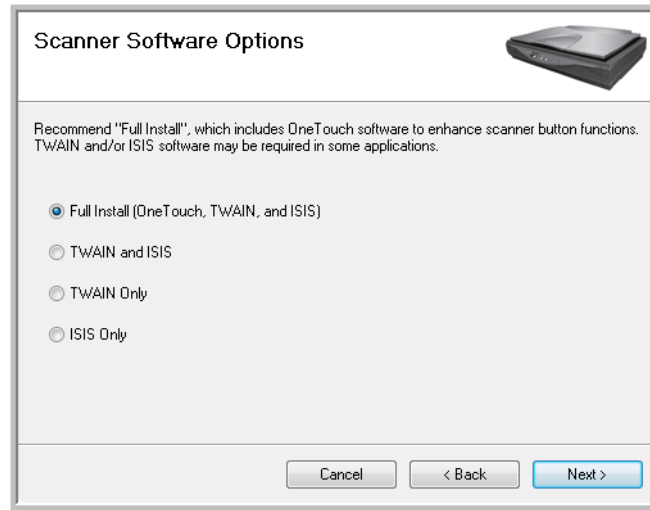 Scanner Software Options
Recommend "Full Install", which includes OneTouch software to enhance scanner button functions.
TWAIN and/or ISIS software may be required in some applications.
Full Install (OneTouch, TWAIN, and ISIS)
TWAIN and ISIS
TWAIN Only
ISIS Only
Cancel
< Back
Next >